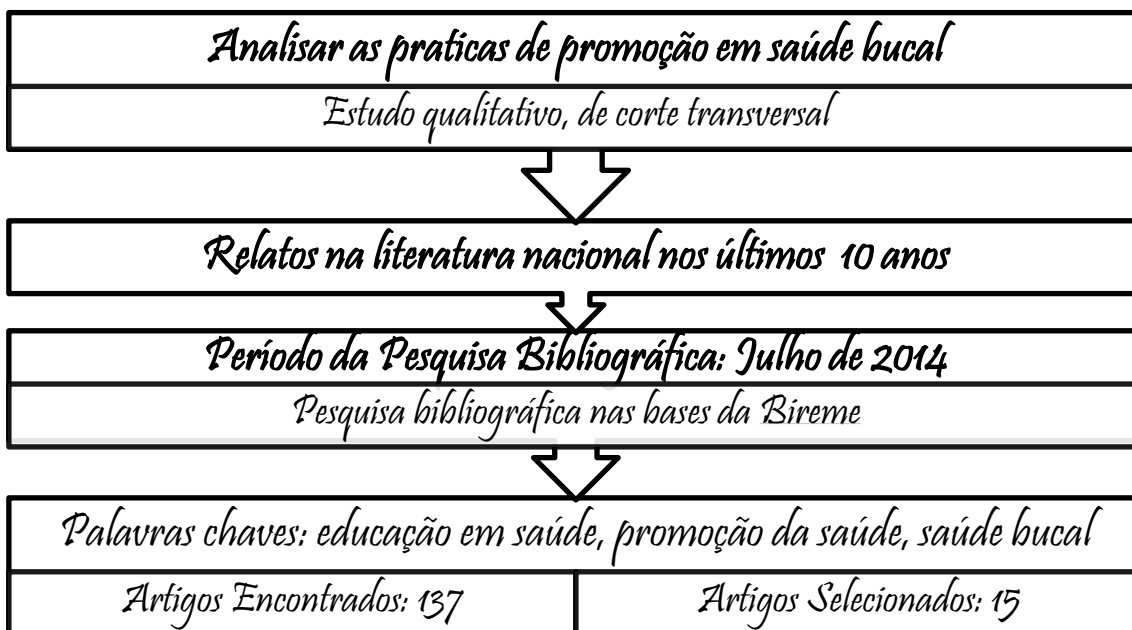 Analisar as praticas de promoção em saúde bucal
Estudo qualitativo, de corte transversal
Relatos na literatura nacional nos últimos 10 anos
Período da Pesquisa Bibliográfica: Julho de 2014
Pesquisa bibliográfica nas bases da Bireme
Palavras chaves: educação em saúde, promoção da saúde, saúde bucal
Artigos Encontrados: 137
Artigos Selecionados: 15